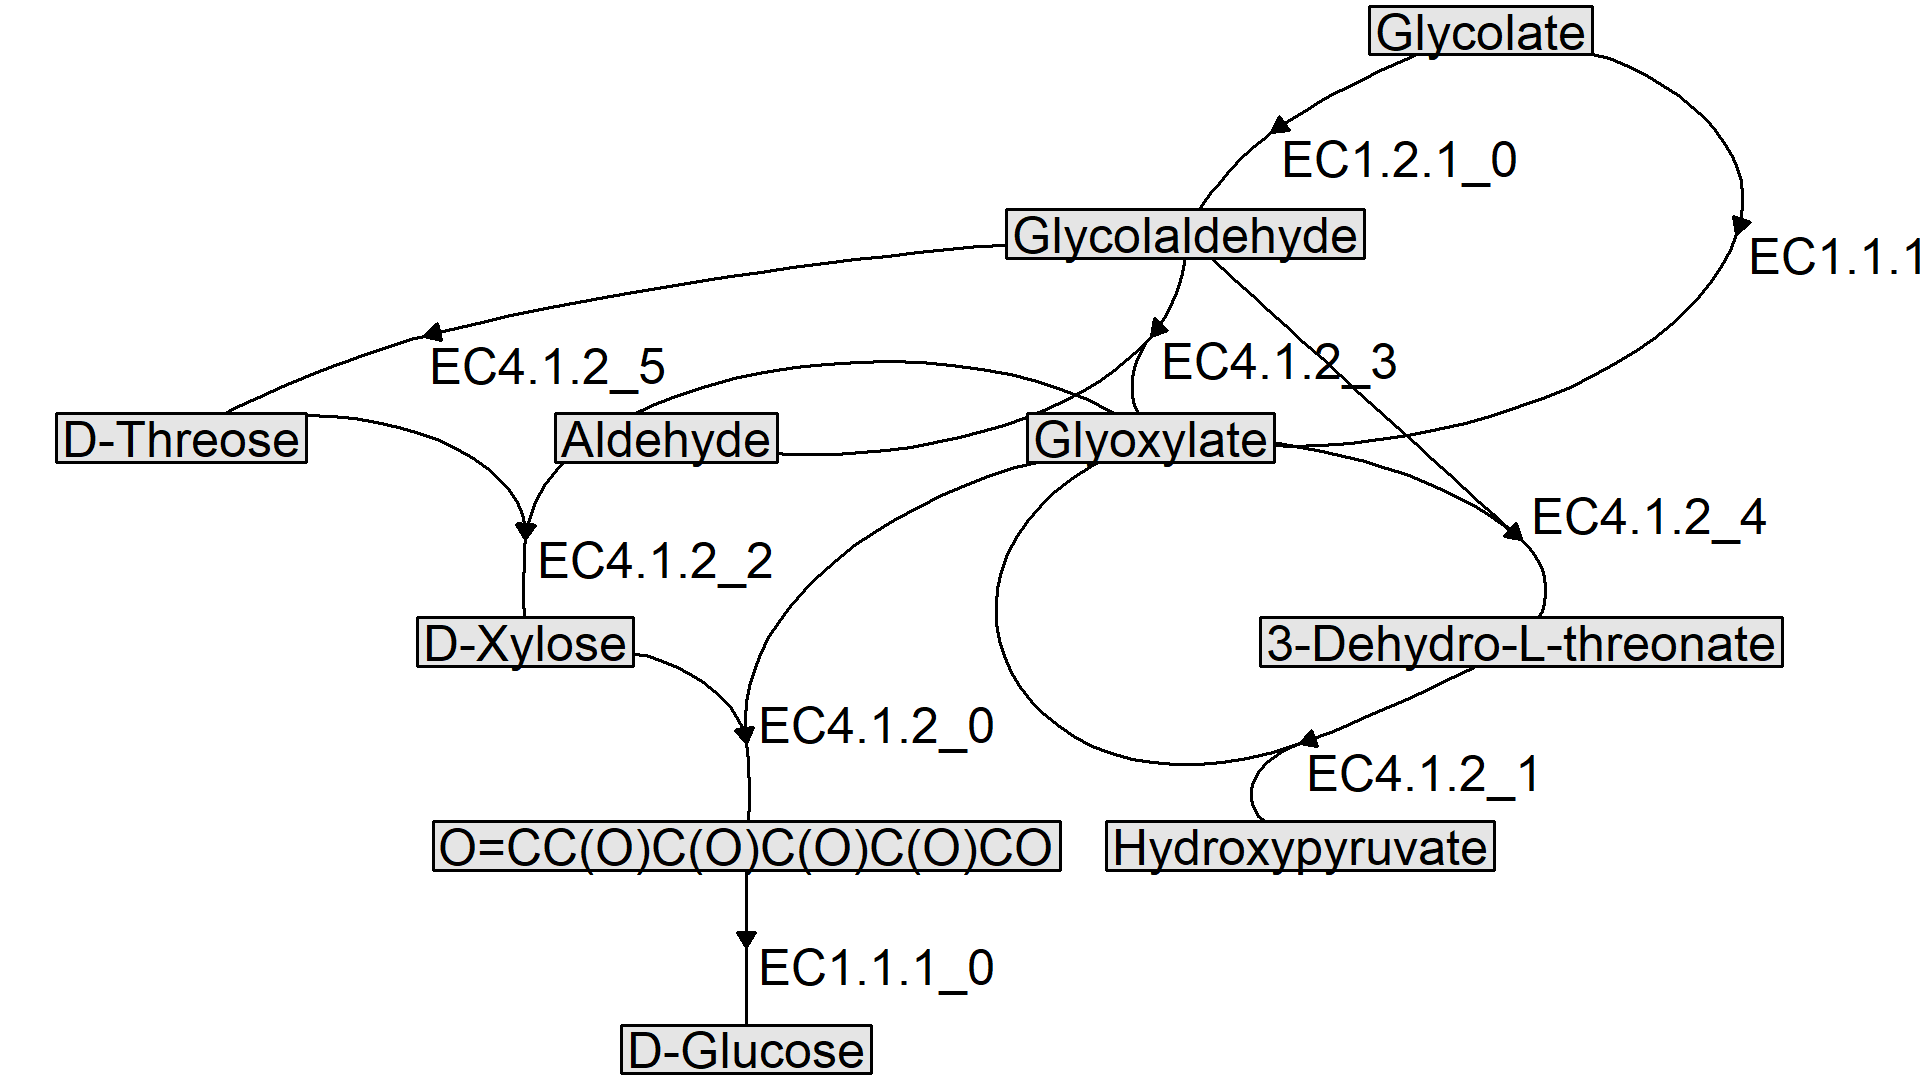 Glycolate
EC1.2.1_0
Glycolaldehyde
EC1.1.1
EC4.1.2_5
EC4.1.2_3
D-Threose
Aldehyde
Glyoxylate
EC4.1.2_4
EC4.1.2_2
D-Xylose
3-Dehydro-L-threonate
EC4.1.2_0
EC4.1.2_1
O=CC(O)C(O)C(O)C(O)CO
Hydroxypyruvate
EC1.1.1_0
D-Glucose